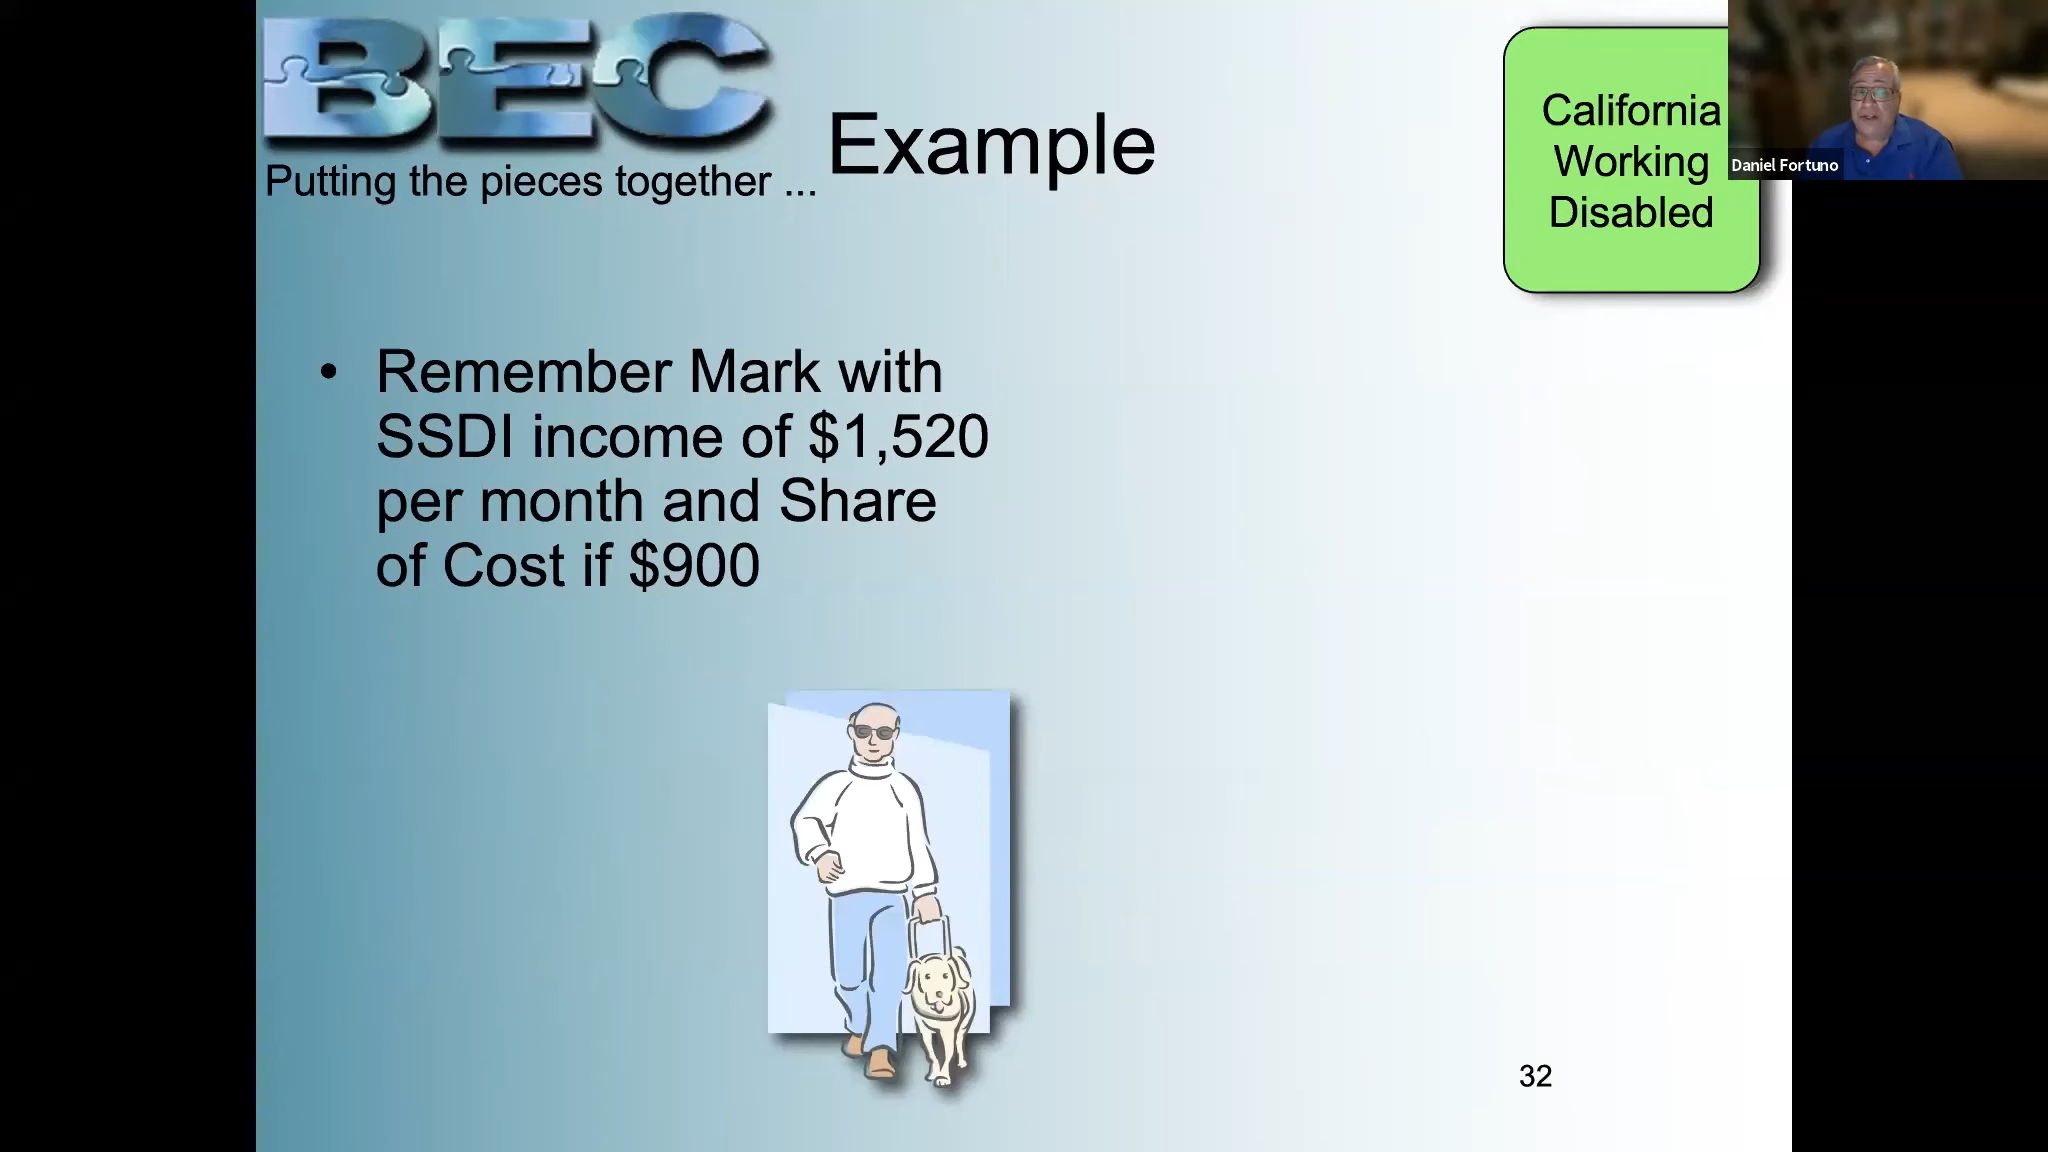 BEC
Putting the pieces together ...
Example
California
Working
Disabled
Daniel Fortuno
• Remember Mark with
SSDI income of $1,520
per month and Share
of Cost if $900
32